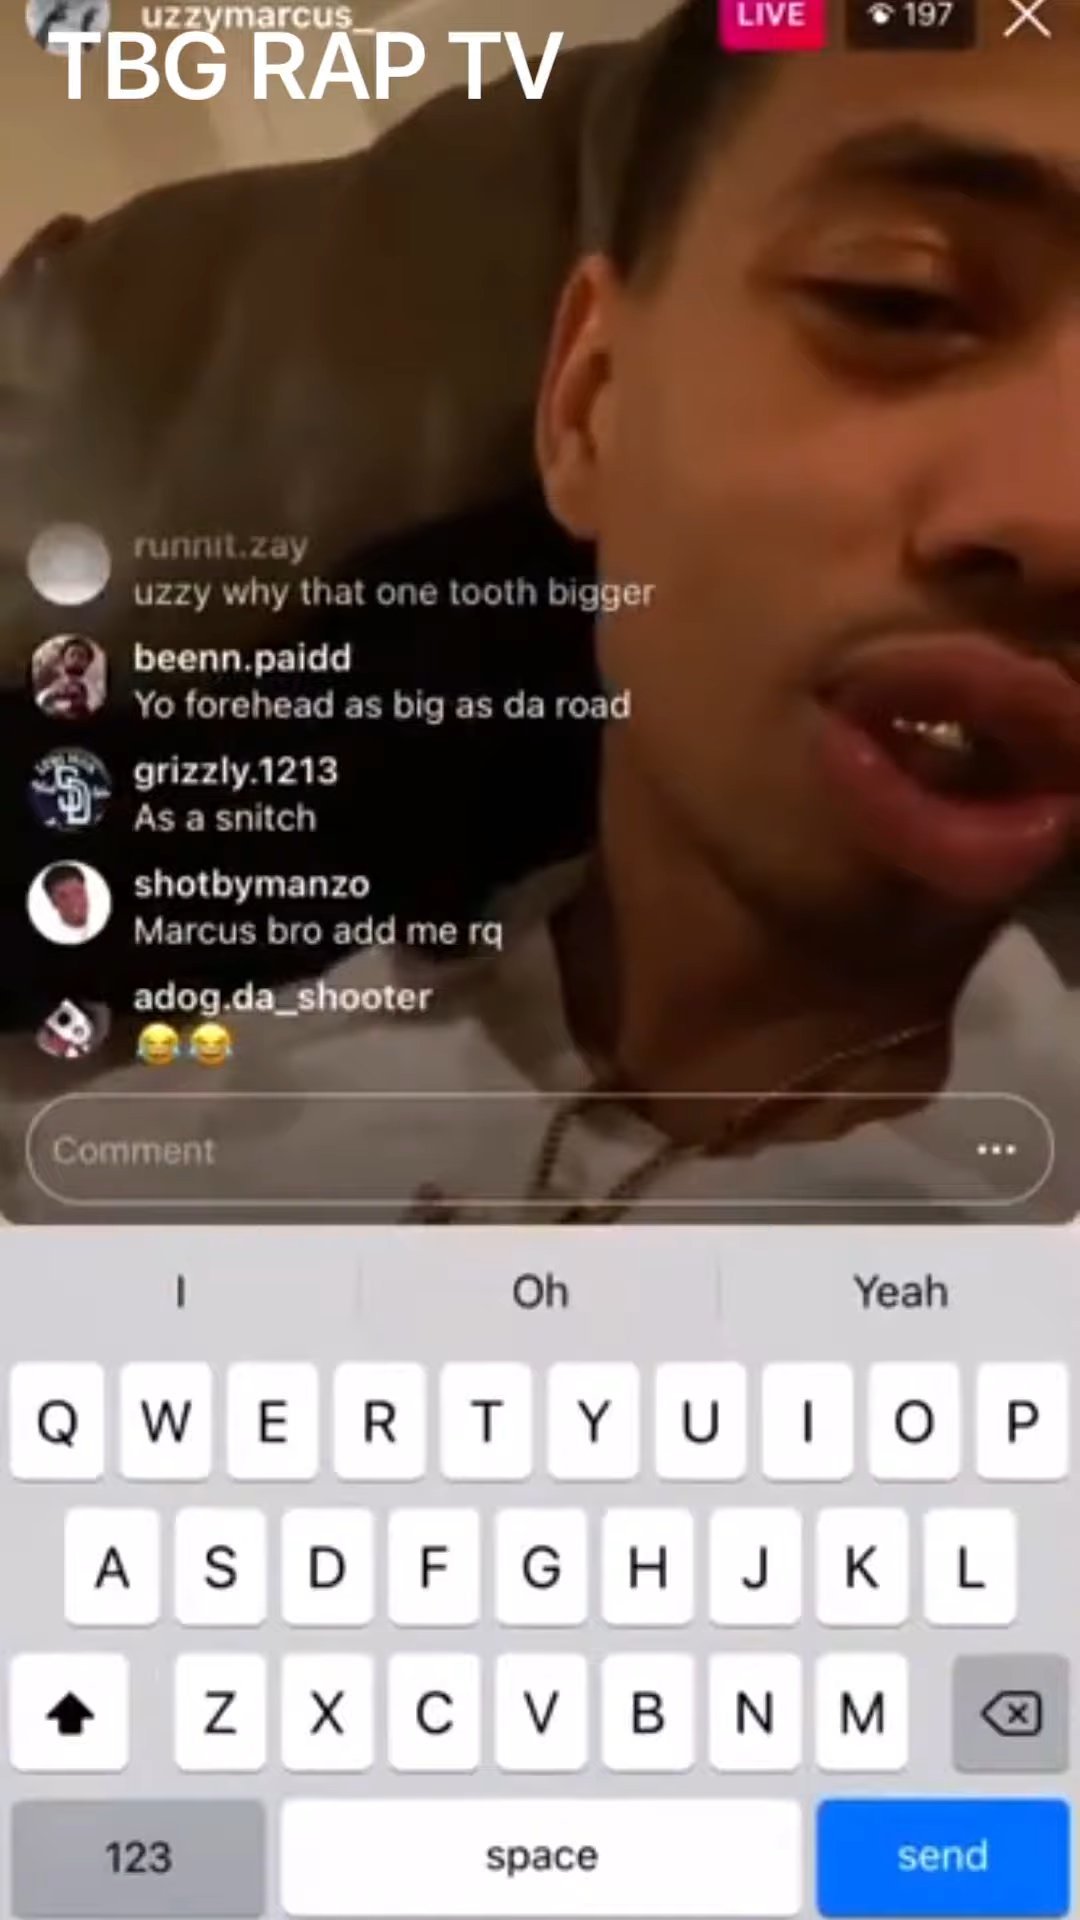 uzzymarcus_
LIVE
197
TBG RAP TV
runnit.zay
uzzy why that one tooth bigger
beenn.paidd
Yo forehead as big as da road
grizzly.1213
As a snitch
shotbymanzo
Marcus bro add me rq
adog.da_shooter
😂😂
Comment
I Oh Yeah
Q W E R T Y U I O P
A S D F G H J K L
Z X C V B N M
123 space send